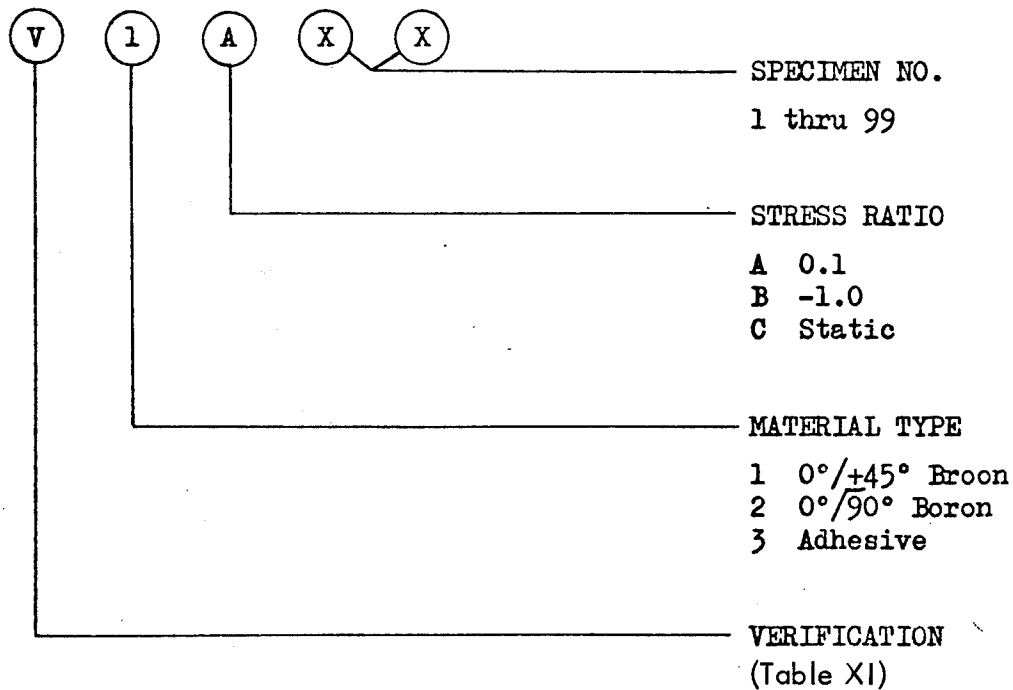 V 1 A X X
SPECIMEN NO.
1 thru 99
STRESS RATIO
A 0.1
B -1.0
C Static
MATERIAL TYPE
1 0°/±45° Broon
2 0°/90° Boron
3 Adhesive
VERIFICATION
(Table XI)